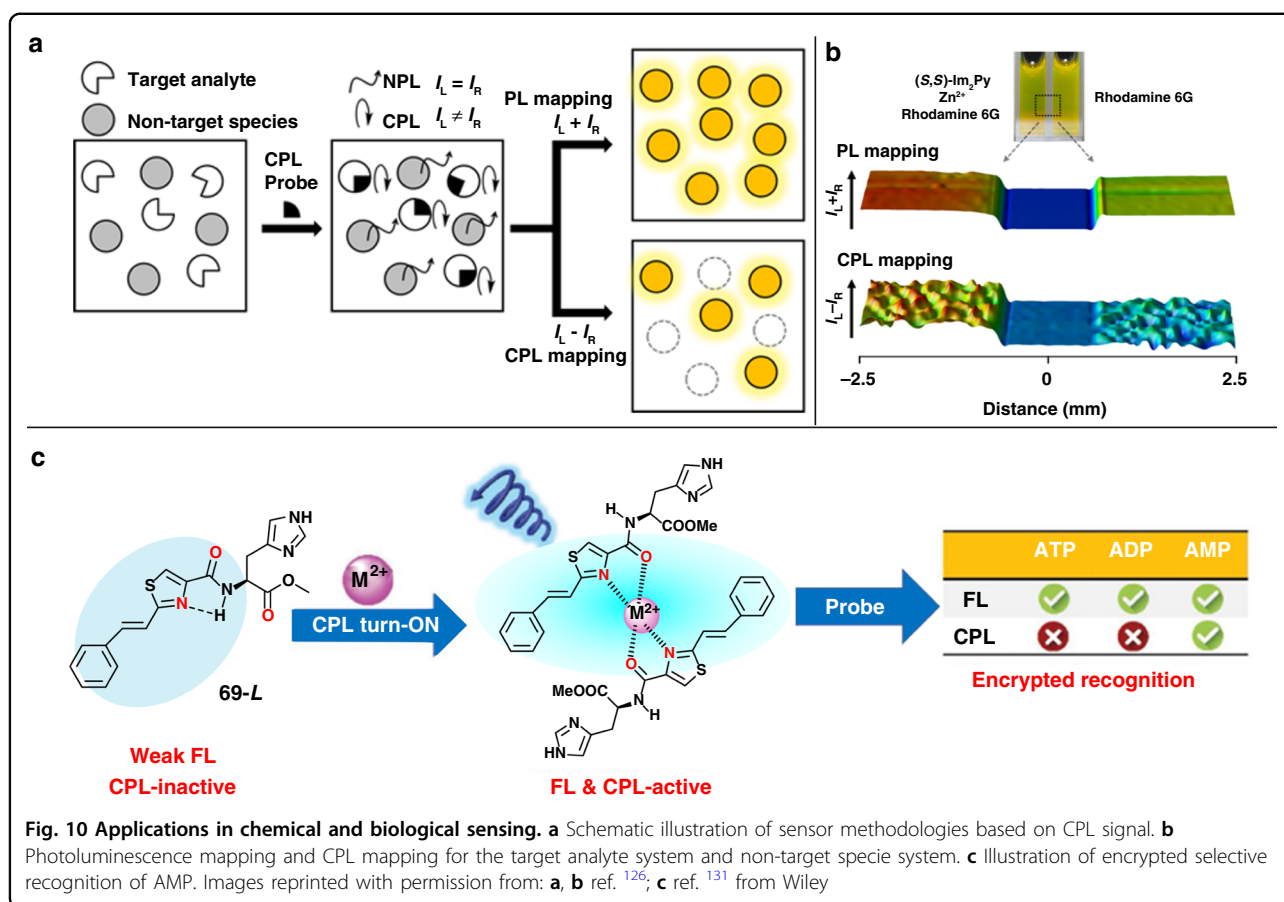 a
Target analyte
Non-target species
CPL
Probe
NPL I_L = I_R
CPL I_L ≠ I_R
PL mapping
I_L + I_R
I_L - I_R
CPL mapping
b
(S,S)-Im₂Py
Zn²⁺
Rhodamine 6G
Rhodamine 6G
PL mapping
I_L+I_R
CPL mapping
I_L–I_R
–2.5
0
2.5
Distance (mm)
c
NH
N
O
N
H
S
N
O
O
69-L
Weak FL
CPL-inactive
M²⁺
CPL turn-ON
NH
N
H
N
COOMe
O
S
N
M²⁺
N
S
O
MeOOC
N
H
N
HN
FL & CPL-active
Probe
ATP ADP AMP
FL
CPL
Encrypted recognition
Fig. 10 Applications in chemical and biological sensing. a Schematic illustration of sensor methodologies based on CPL signal. b
Photoluminescence mapping and CPL mapping for the target analyte system and non-target specie system. c Illustration of encrypted selective
recognition of AMP. Images reprinted with permission from: a, b ref. ¹²⁶; c ref. ¹³¹ from Wiley